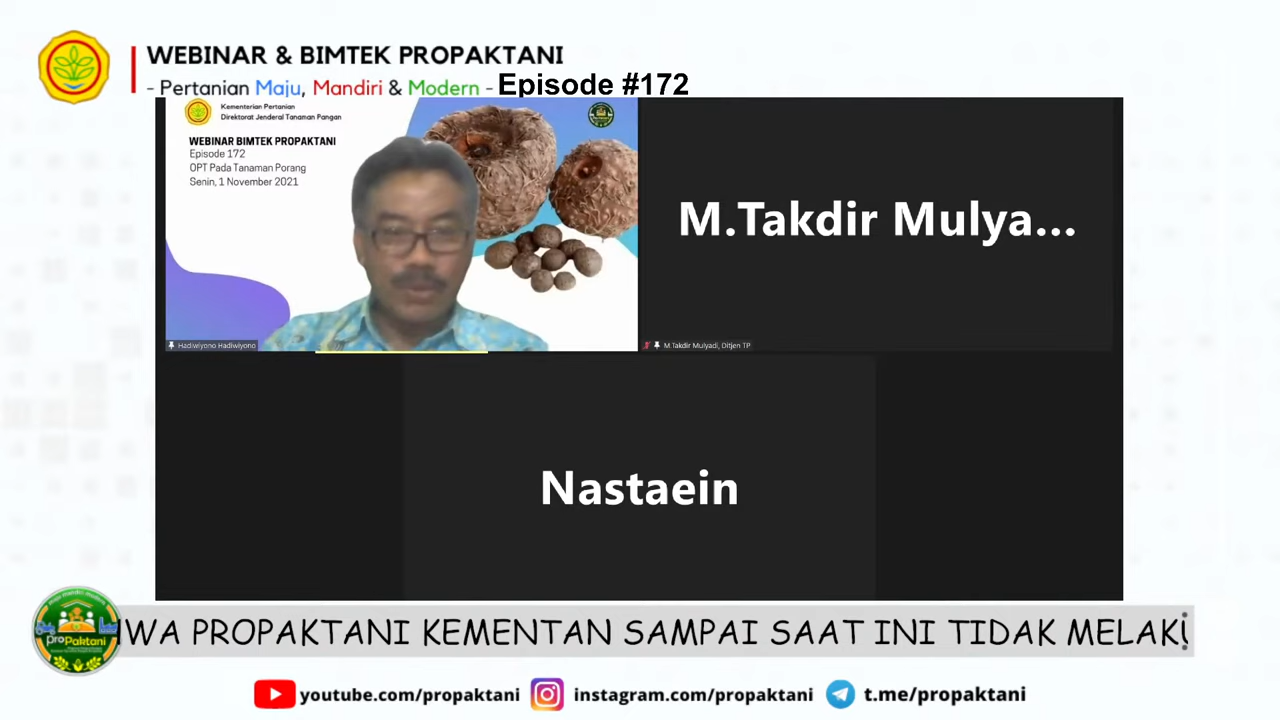 WEBINAR & BIMTEK PROPAKTANI
- Pertanian Maju, Mandiri & Modern - Episode #172
Kementerian Pertanian
Direktorat Jenderal Tanaman Pangan
WEBINAR BIMTEK PROPAKTANI
Episode 172
OPT Pada Tanaman Porang
Senin, 1 November 2021
Hadiwiyono Hadiwiyono
M.Takdir Mulya...
M.Takdir Mulyadi, Ditjen TP
Nastaein
proPaktani
WA PROPAKTANI KEMENTAN SAMPAI SAAT INI TIDAK MELAK
youtube.com/propaktani
instagram.com/propaktani
t.me/propaktani